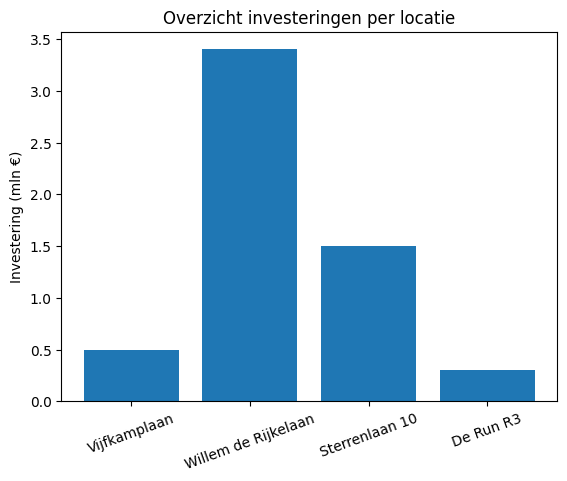 Overzicht investeringen per locatie
Investering (mln €)
3.5
3.0
2.5
2.0
1.5
1.0
0.5
0.0
Vijfkamplaan
Willem de Rijkelaan
Sterrenlaan 10
De Run R3